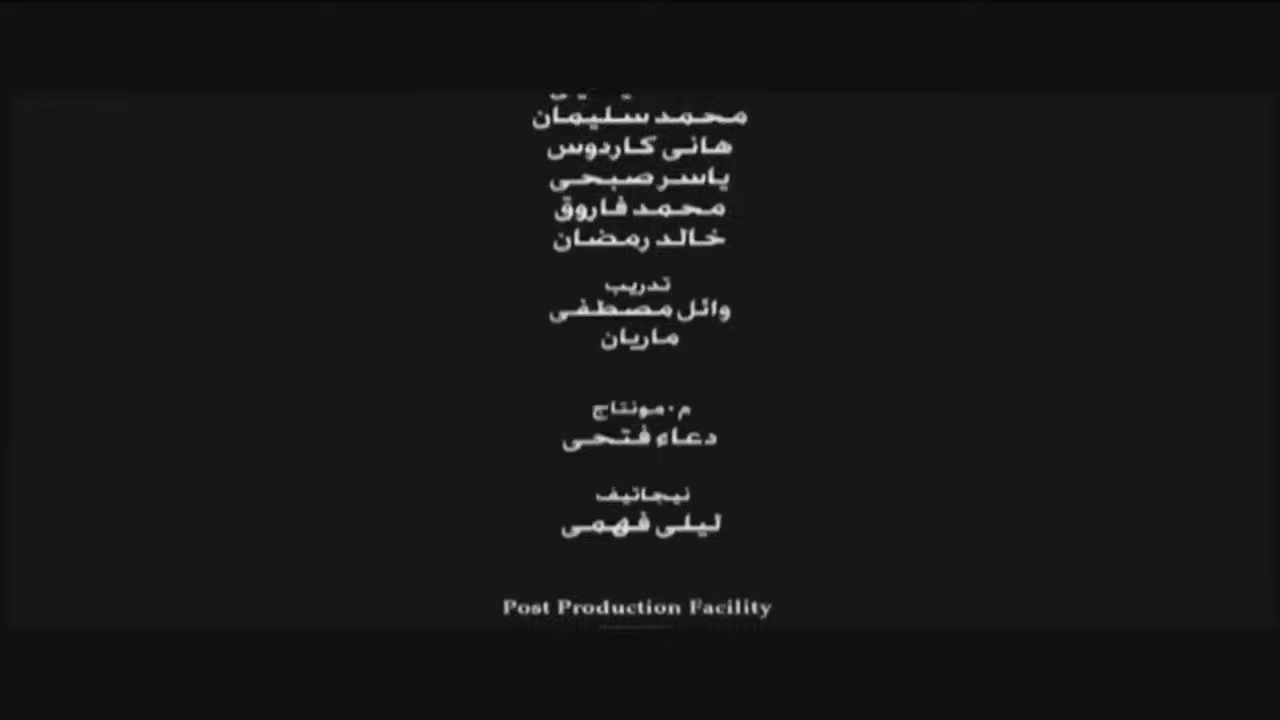 محمد سليمان
هانى كاردوس
ياسر صبحى
محمد فاروق
خالد رمضان
تدريب
وائل مصطفى
ماريان
م.مونتاج
دعاء فتحى
نيجاتيف
ليلى فهمى
Post Production Facility